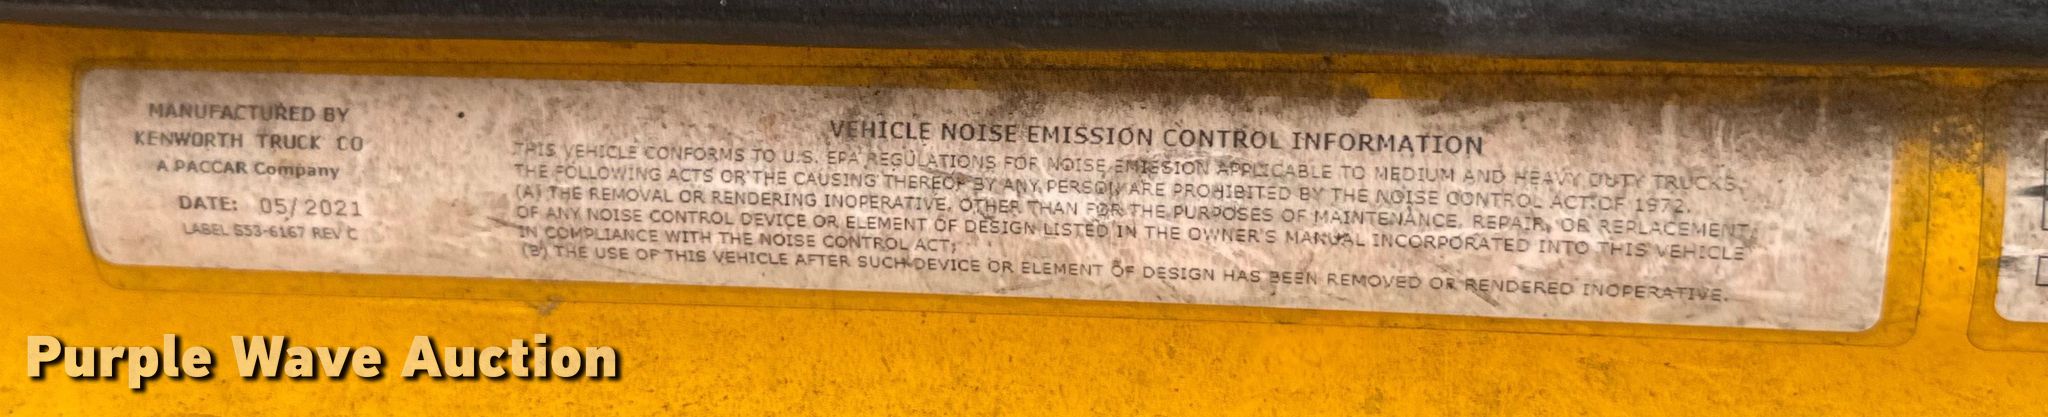 MANUFACTURED BY
KENWORTH TRUCK CO
A PACCAR Company
DATE: 05/2021
LABEL S53-6167 REV C
VEHICLE NOISE EMISSION CONTROL INFORMATION
THIS VEHICLE CONFORMS TO U.S. EPA REGULATIONS FOR NOISE EMISSION APPLICABLE TO MEDIUM AND HEAVY DUTY TRUCKS.
THE FOLLOWING ACTS OR THE CAUSING THEREOF BY ANY PERSON ARE PROHIBITED BY THE NOISE CONTROL ACT OF 1972.
(A) THE REMOVAL OR RENDERING INOPERATIVE, OTHER THAN FOR THE PURPOSES OF MAINTENANCE, REPAIR, OR REPLACEMENT,
OF ANY NOISE CONTROL DEVICE OR ELEMENT OF DESIGN LISTED IN THE OWNER'S MANUAL INCORPORATED INTO THIS VEHICLE
IN COMPLIANCE WITH THE NOISE CONTROL ACT;
(B) THE USE OF THIS VEHICLE AFTER SUCH DEVICE OR ELEMENT OF DESIGN HAS BEEN REMOVED OR RENDERED INOPERATIVE.
Purple Wave Auction